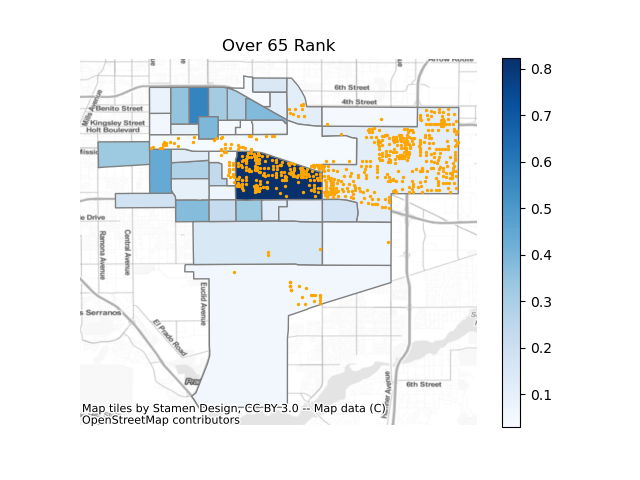 Over 65 Rank
6th Street
4th Street
Benito Street
Kingsley Street
Holt Boulevard
Mills Avenue
e Drive
Ramona Avenue
Central Avenue
Euclid Avenue
s Serranos
El Prado Road
6th Street
Map tiles by Stamen Design, CC BY 3.0 -- Map data (C)
OpenStreetMap contributors
0.8
0.7
0.6
0.5
0.4
0.3
0.2
0.1